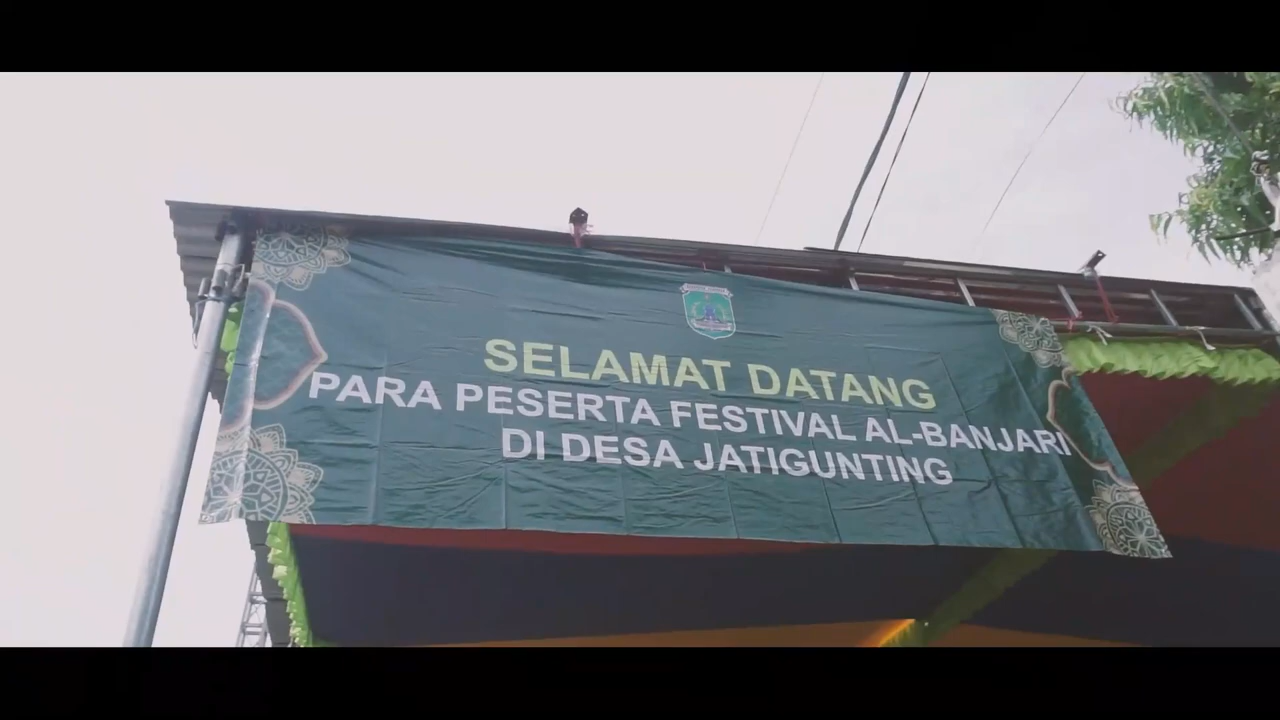 SELAMAT DATANG
PARA PESERTA FESTIVAL AL-BANJARI
DI DESA JATIGUNTING